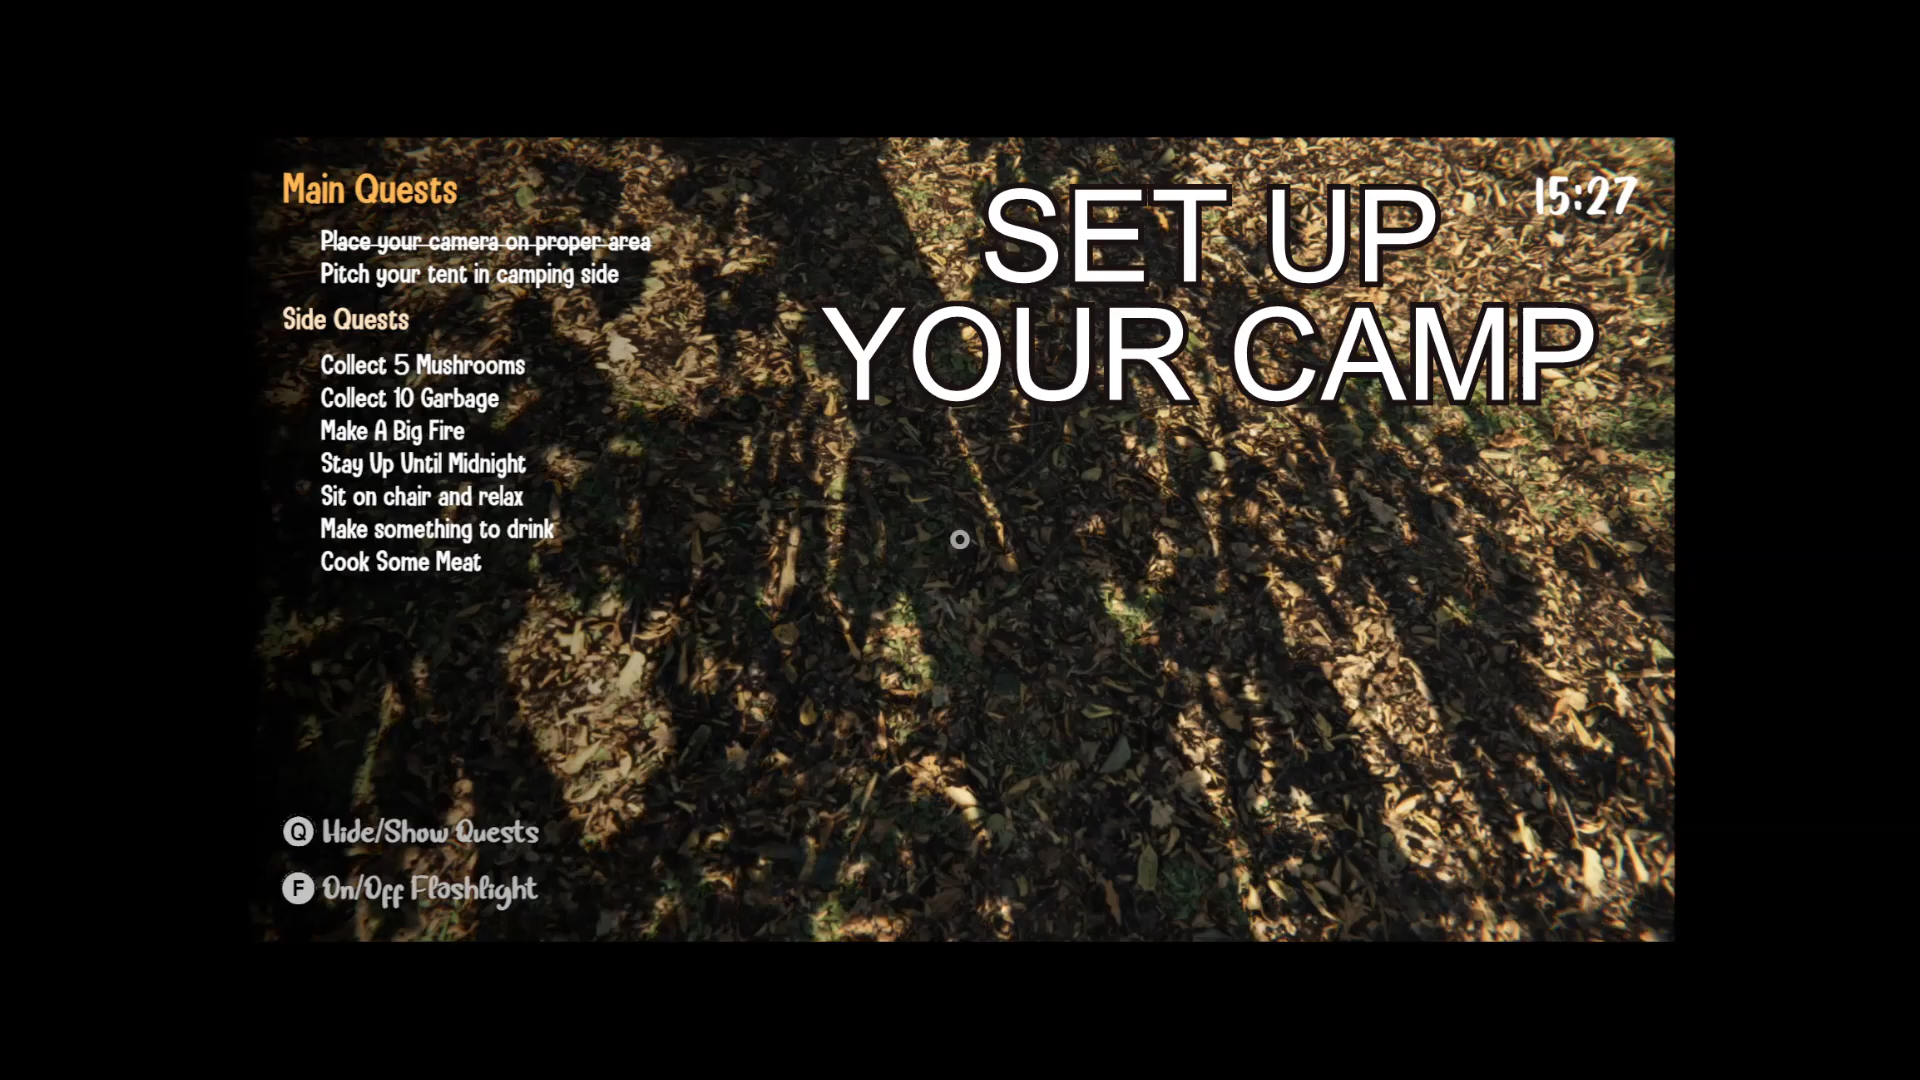 Main Quests
Place your camera on proper area
Pitch your tent in camping side
Side Quests
Collect 5 Mushrooms
Collect 10 Garbage
Make A Big Fire
Stay Up Until Midnight
Sit on chair and relax
Make something to drink
Cook Some Meat
SET UP
YOUR CAMP
15:27
Q Hide/Show Quests
F On/Off Flashlight